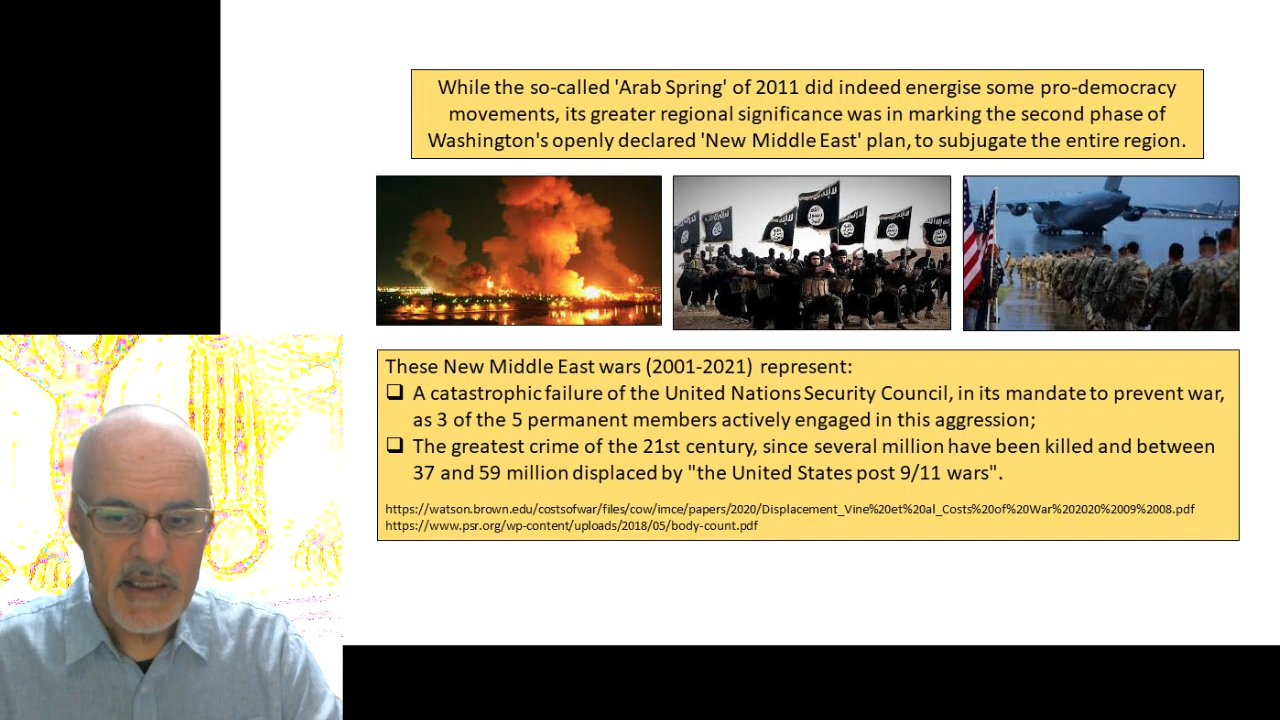 While the so-called 'Arab Spring' of 2011 did indeed energise some pro-democracy
movements, its greater regional significance was in marking the second phase of
Washington's openly declared 'New Middle East' plan, to subjugate the entire region.
These New Middle East wars (2001-2021) represent:
❑ A catastrophic failure of the United Nations Security Council, in its mandate to prevent war,
as 3 of the 5 permanent members actively engaged in this aggression;
❑ The greatest crime of the 21st century, since several million have been killed and between
37 and 59 million displaced by "the United States post 9/11 wars".
https://watson.brown.edu/costsofwar/files/cow/imce/papers/2020/Displacement_Vine%20et%20al_Costs%20of%20War%202020%2009%2008.pdf
https://www.psr.org/wp-content/uploads/2018/05/body-count.pdf